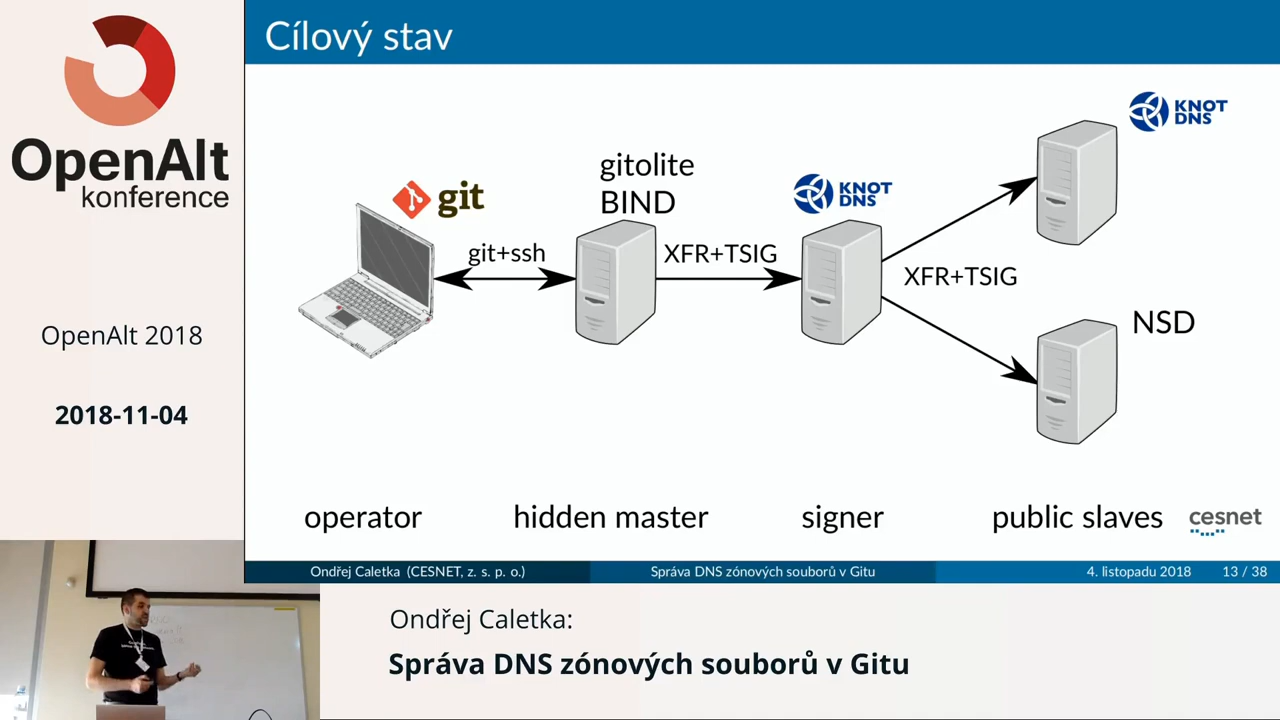 OpenAlt
konference
OpenAlt 2018
2018-11-04
Cílový stav
git
gitolite
BIND
KNOT
DNS
KNOT
DNS
git+ssh
XFR+TSIG
XFR+TSIG
NSD
operator
hidden master
signer
public slaves
cesnet
Ondřej Caletka (CESNET, z. s. p. o.)
Správa DNS zónových souborů v Gitu
4. listopadu 2018
13 / 38
Ondřej Caletka:
Správa DNS zónových souborů v Gitu